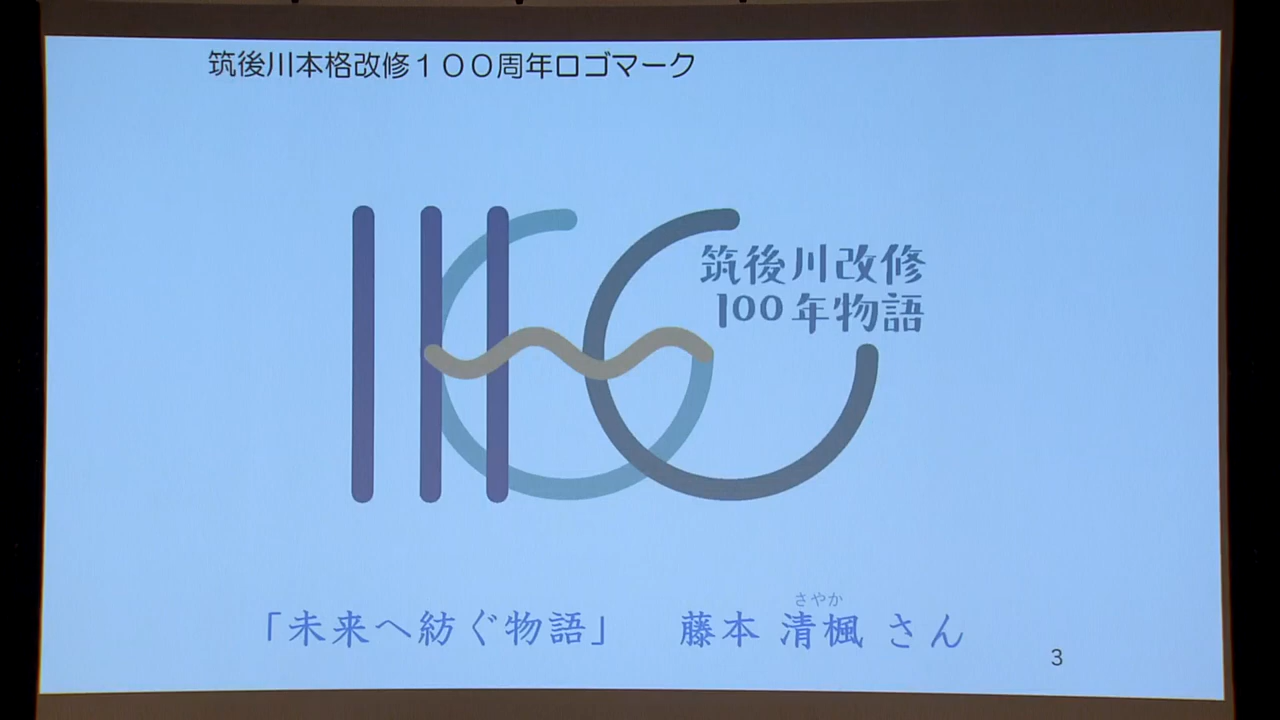 筑後川本格改修１００周年ロゴマーク
筑後川改修
100年物語
さやか
「未来へ紡ぐ物語」 藤本 清楓 さん
3